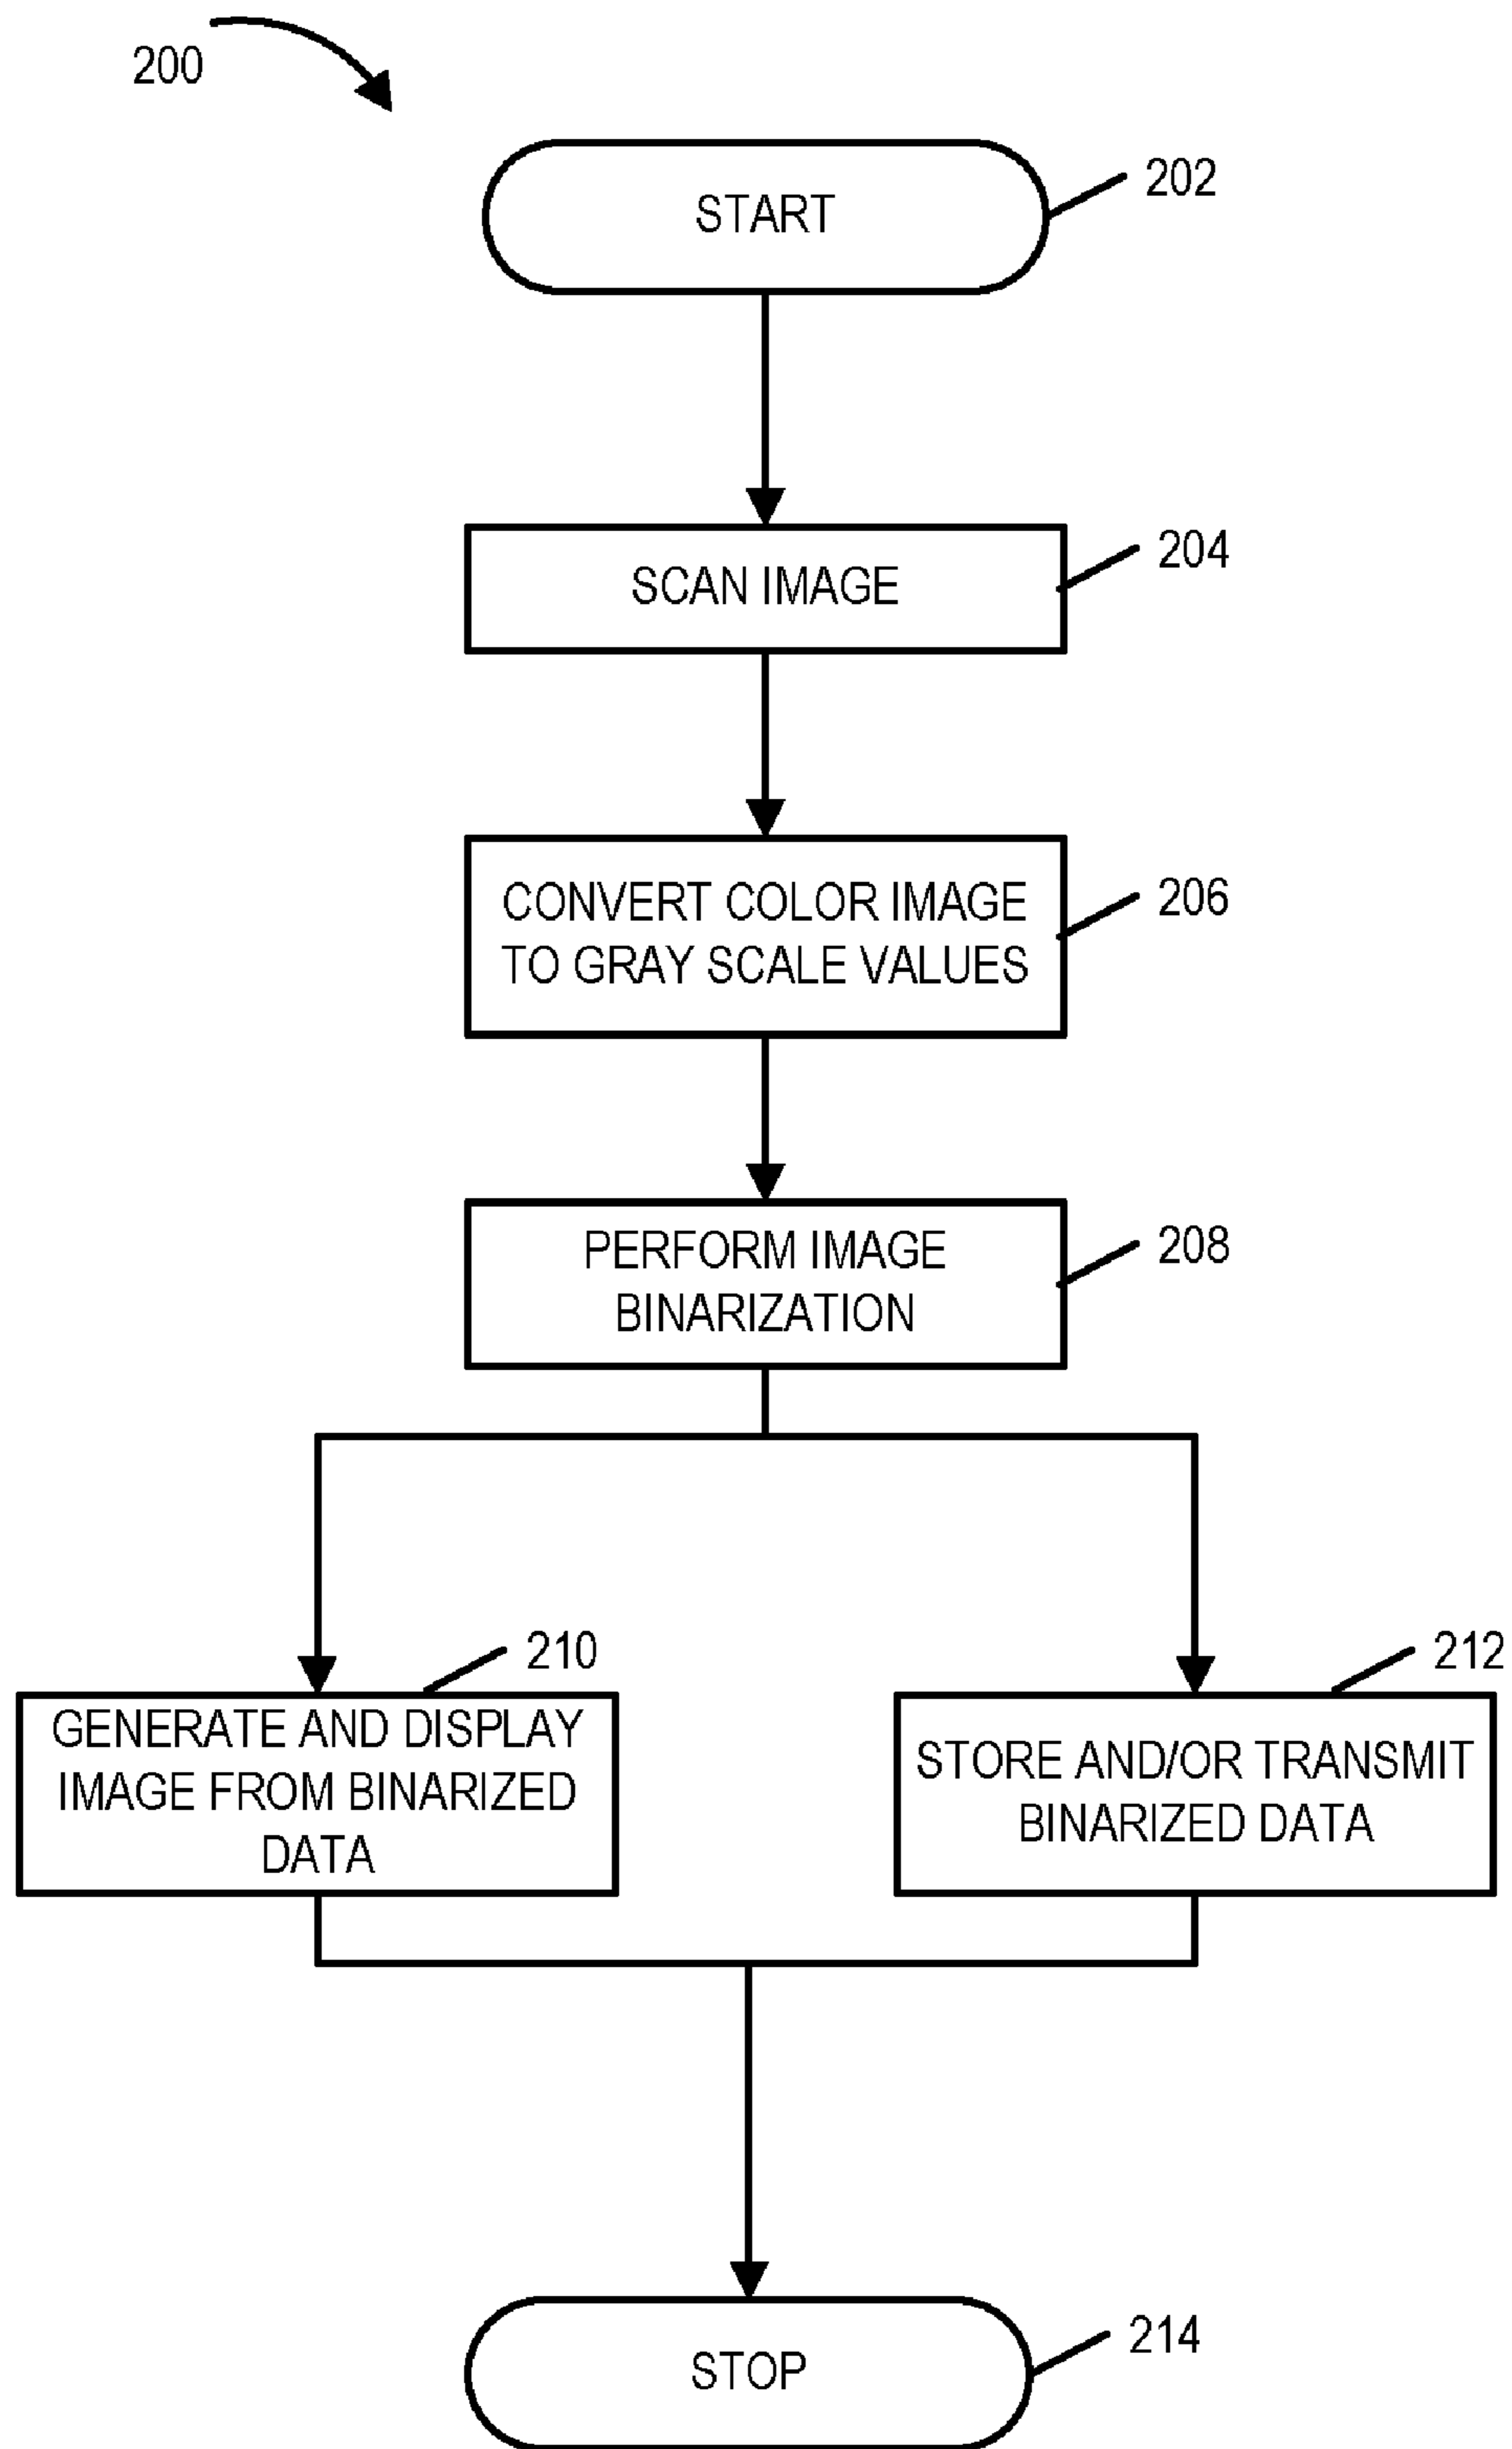 200
START
202
SCAN IMAGE
204
CONVERT COLOR IMAGE
TO GRAY SCALE VALUES
206
PERFORM IMAGE
BINARIZATION
208
210
GENERATE AND DISPLAY
IMAGE FROM BINARIZED
DATA
212
STORE AND/OR TRANSMIT
BINARIZED DATA
STOP
214